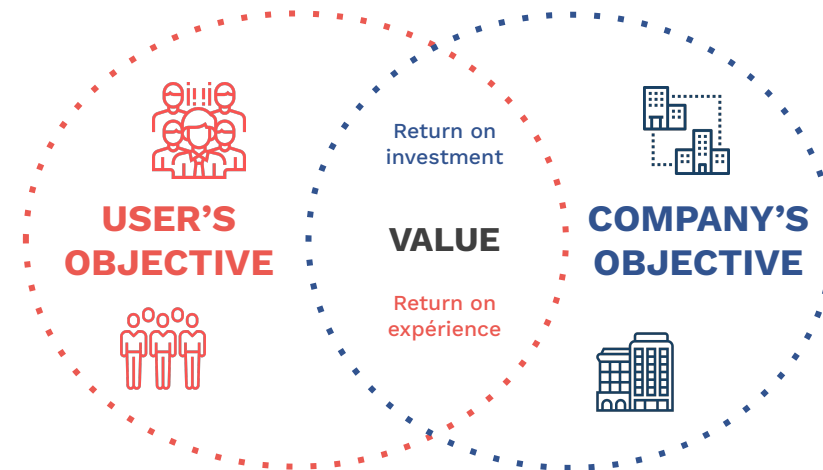 USER’S
OBJECTIVE
Return on
investment
VALUE
Return on
expérience
COMPANY’S
OBJECTIVE